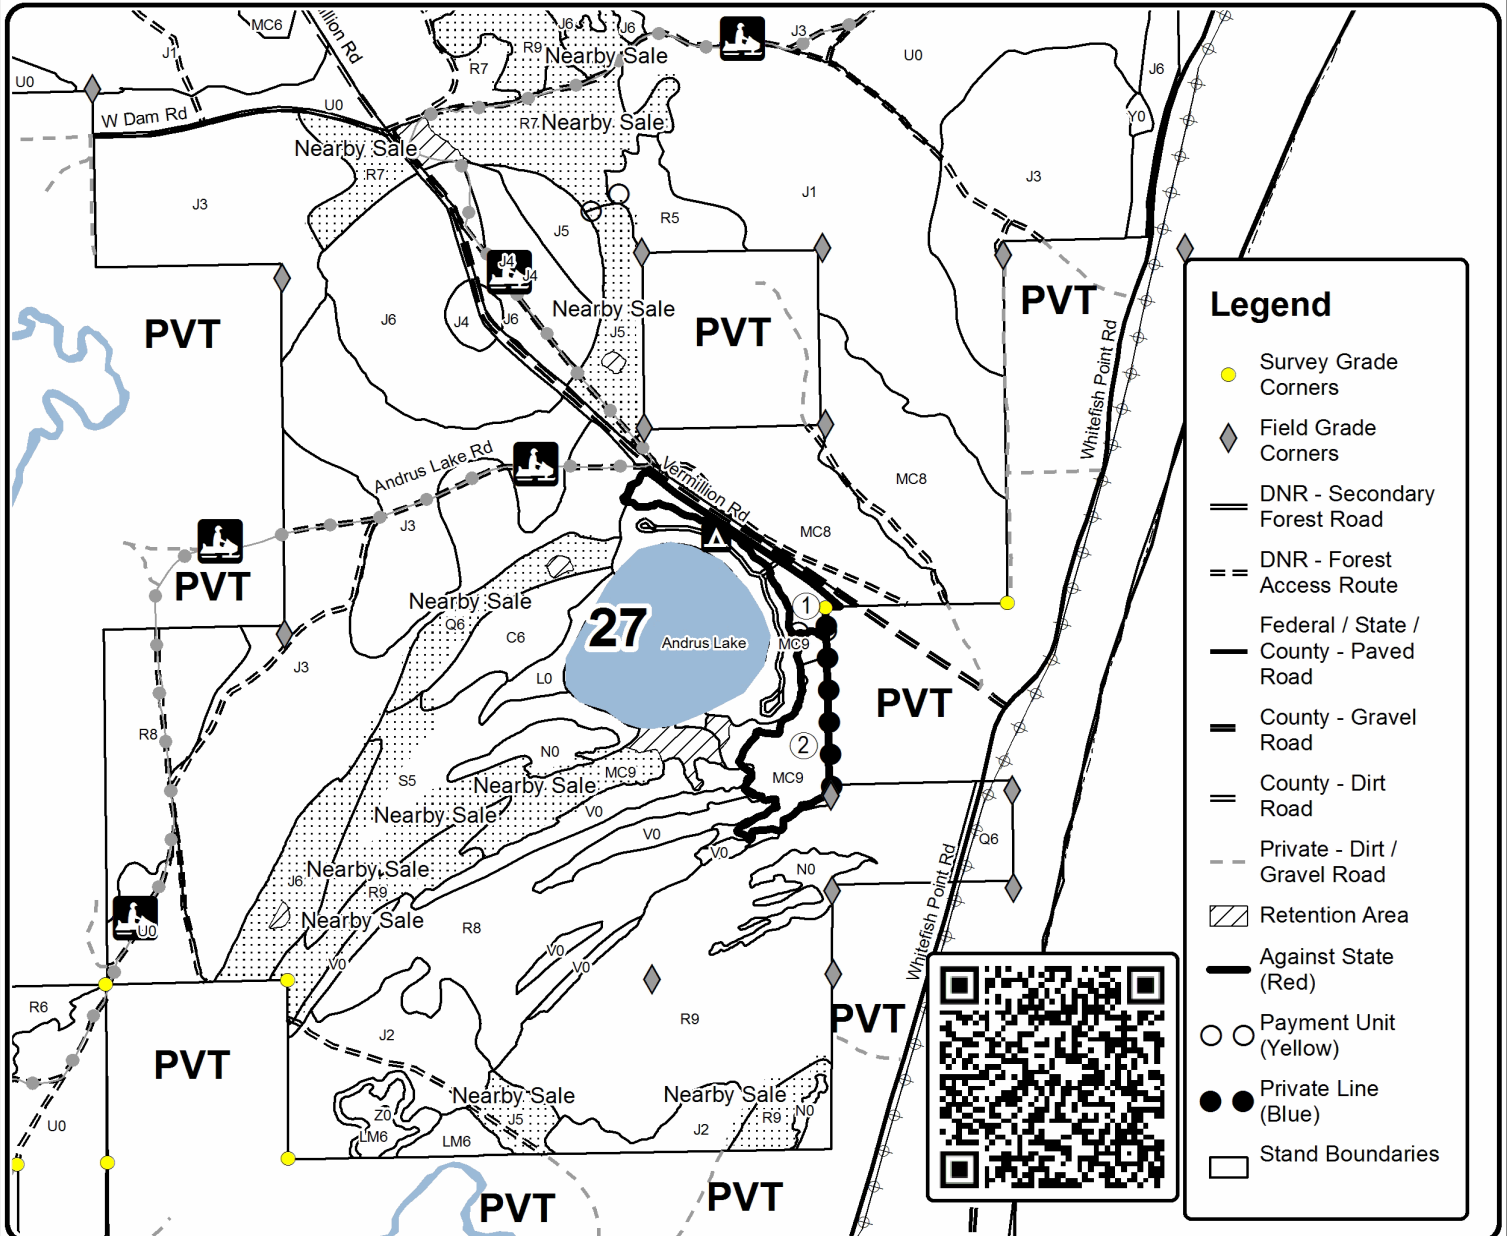 MC6
llion Rd
J6
J6
J3
J1
R9
Nearby Sale
U0
R7
J6
U0
W Dam Rd
U0
R7
Nearby Sale
Y0
Nearby Sale
R7
J3
J3
J1
R5
J5
J4
J4
PVT
PVT
J6
J4
J6
Nearby Sale
J5
PVT
Whitefish Point Rd
Andrus Lake Rd
Vermillion Rd
MC8
J3
MC8
PVT
Nearby Sale
Q6
C6
27
Andrus Lake
1
MC9
J3
L0
PVT
R8
N0
2
MC9
S5
Nearby Sale
MC9
Nearby Sale
V0
V0
V0
Q6
Nearby Sale
J6
R9
N0
Whitefish Point Rd
Nearby Sale
U0
R8
V0
V0
V0
R6
R9
PVT
J2
PVT
Nearby Sale
Nearby Sale
Z0
J5
R9
N0
U0
LM6
LM6
J2
PVT
PVT
Legend
Survey Grade
Corners
Field Grade
Corners
DNR - Secondary
Forest Road
DNR - Forest
Access Route
Federal / State /
County - Paved
Road
County - Gravel
Road
County - Dirt
Road
Private - Dirt /
Gravel Road
Retention Area
Against State
(Red)
Payment Unit
(Yellow)
Private Line
(Blue)
Stand Boundaries